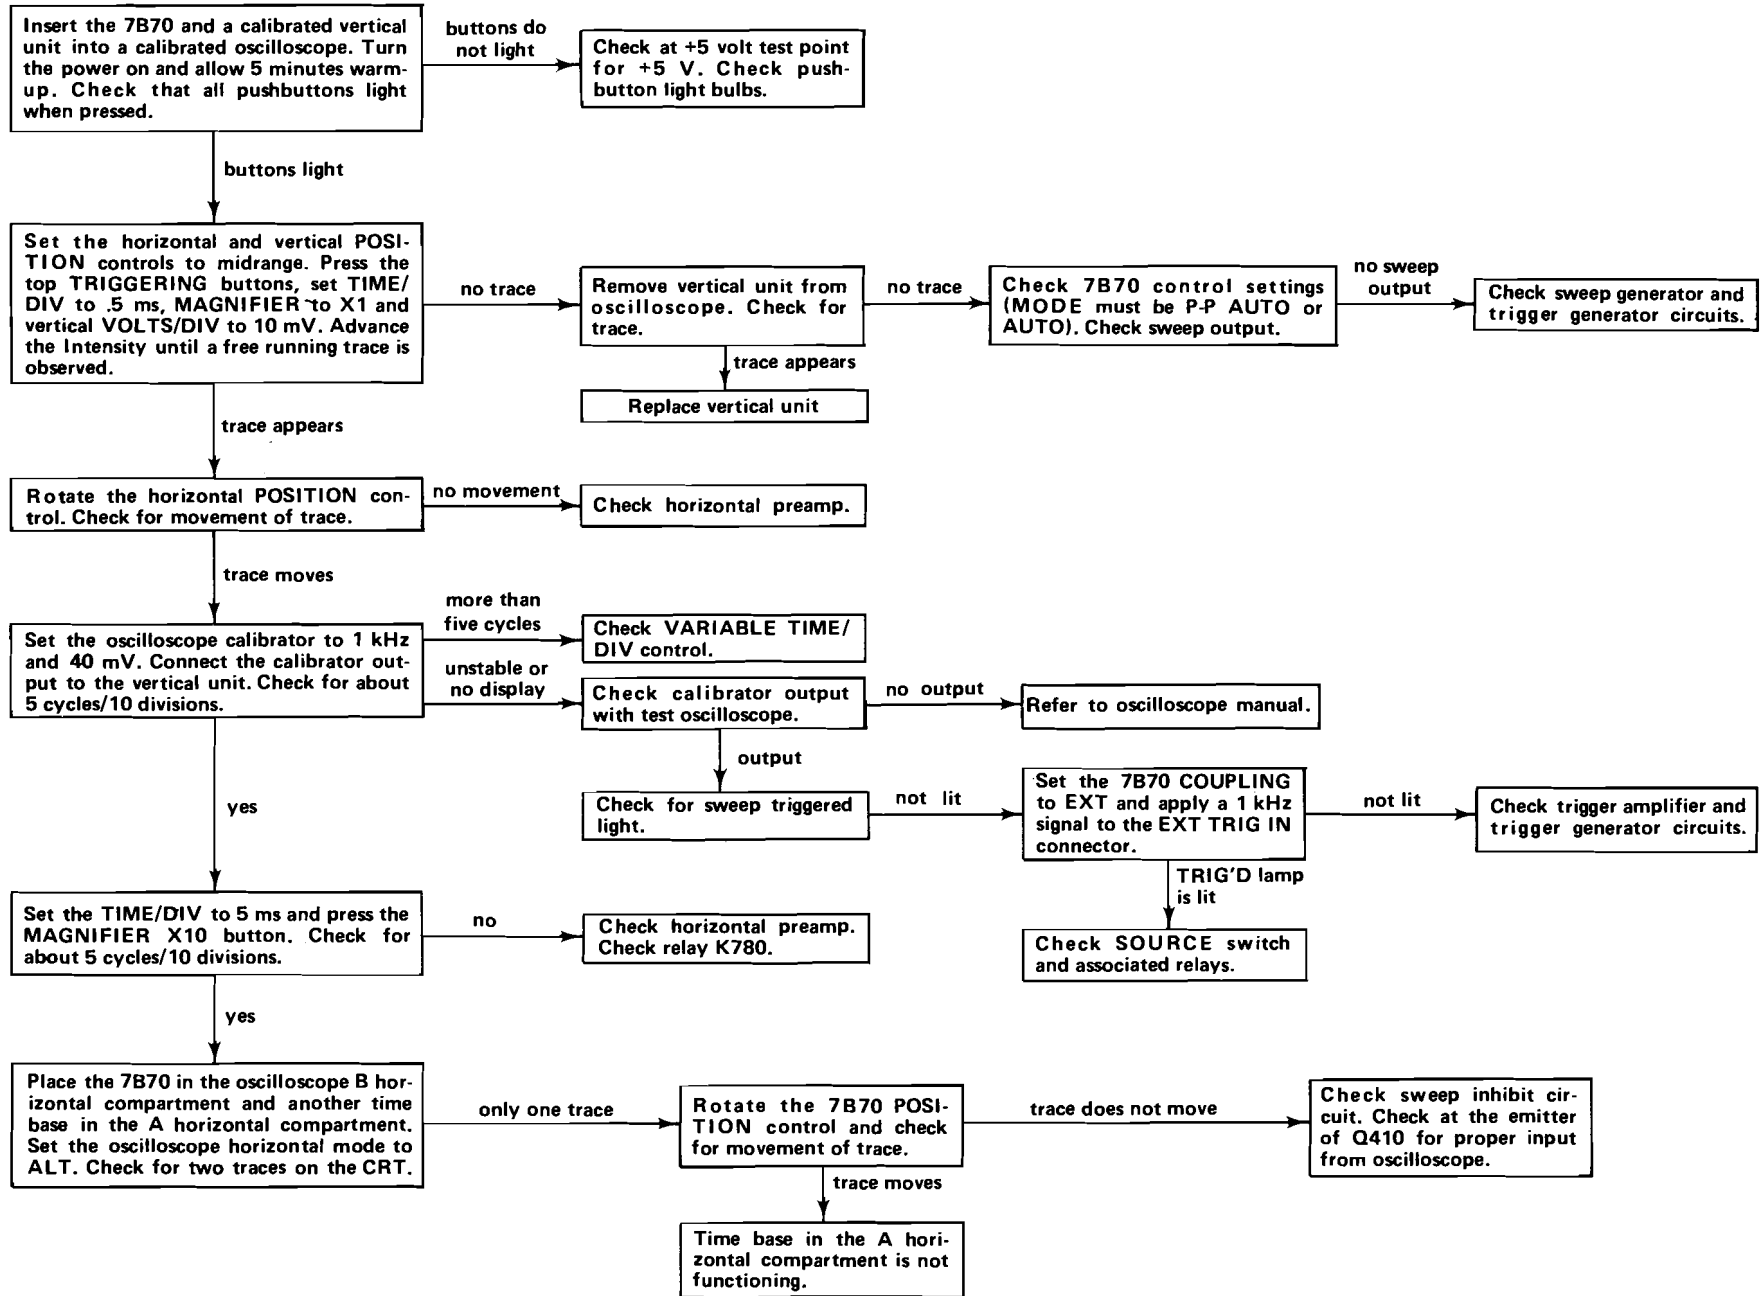 Insert the 7B70 and a calibrated vertical
unit into a calibrated oscilloscope. Turn
the power on and allow 5 minutes warm-
up. Check that all pushbuttons light
when pressed.
buttons do
not light
Check at +5 volt test point
for +5 V. Check push-
button light bulbs.
buttons light
Set the horizontal and vertical POSI-
TION controls to midrange. Press the
top TRIGGERING buttons, set TIME/
DIV to .5 ms, MAGNIFIER to X1 and
vertical VOLTS/DIV to 10 mV. Advance
the Intensity until a free running trace is
observed.
no trace
Remove vertical unit from
oscilloscope. Check for
trace.
no trace
Check 7B70 control settings
(MODE must be P-P AUTO or
AUTO). Check sweep output.
no sweep
output
Check sweep generator and
trigger generator circuits.
trace appears
Replace vertical unit
trace appears
Rotate the horizontal POSITION con-
trol. Check for movement of trace.
no movement
Check horizontal preamp.
trace moves
Set the oscilloscope calibrator to 1 kHz
and 40 mV. Connect the calibrator out-
put to the vertical unit. Check for about
5 cycles/10 divisions.
more than
five cycles
Check VARIABLE TIME/
DIV control.
unstable or
no display
Check calibrator output
with test oscilloscope.
no output
Refer to oscilloscope manual.
output
Check for sweep triggered
light.
not lit
Set the 7B70 COUPLING
to EXT and apply a 1 kHz
signal to the EXT TRIG IN
connector.
not lit
Check trigger amplifier and
trigger generator circuits.
TRIG'D lamp
is lit
Check SOURCE switch
and associated relays.
yes
Set the TIME/DIV to 5 ms and press the
MAGNIFIER X10 button. Check for
about 5 cycles/10 divisions.
no
Check horizontal preamp.
Check relay K780.
yes
Place the 7B70 in the oscilloscope B hor-
izontal compartment and another time
base in the A horizontal compartment.
Set the oscilloscope horizontal mode to
ALT. Check for two traces on the CRT.
only one trace
Rotate the 7B70 POSI-
TION control and check
for movement of trace.
trace does not move
Check sweep inhibit cir-
cuit. Check at the emitter
of Q410 for proper input
from oscilloscope.
trace moves
Time base in the A hori-
zontal compartment is not
functioning.